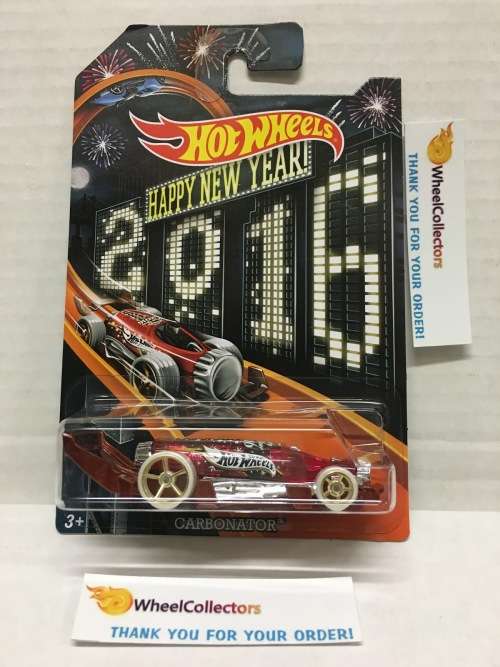 HOT WHEELS
HAPPY NEW YEAR!
2016
WheelCollectors
THANK YOU FOR YOUR ORDER!
HOT WHEELS
3+
CARBONATOR
WheelCollectors
THANK YOU FOR YOUR ORDER!